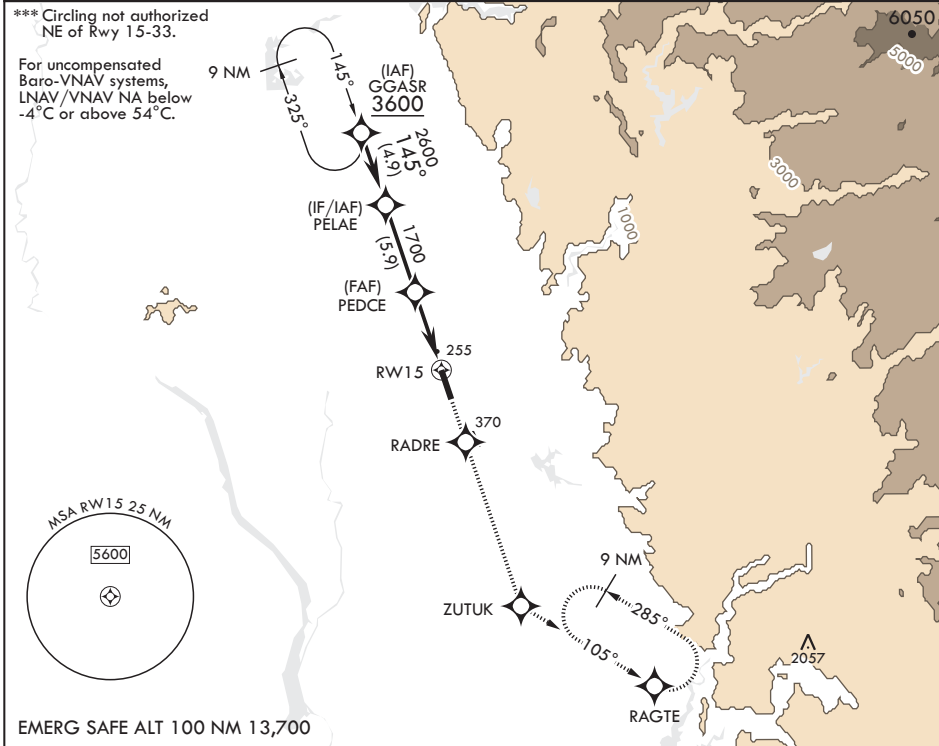 *** Circling not authorized
NE of Rwy 15-33.
For uncompensated
Baro-VNAV systems,
LNAV/VNAV NA below
-4°C or above 54°C.
9 NM
145°
325°
(IAF)
GGASR
3600
2600
145°
(4.9)
(IF/IAF)
PELAE
1700
(5.9)
(FAF)
PEDCE
255
RW15
370
RADRE
6050
5000
3000
1000
MSA RW15 25 NM
5600
ZUTUK
9 NM
285°
105°
RAGTE
2057
EMERG SAFE ALT 100 NM 13,700